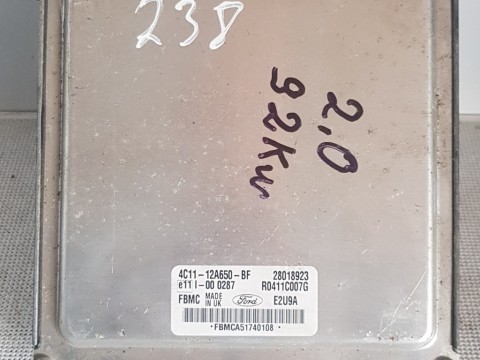 238
2.0
92Kw
4C11-12A650-BF 28018923
e11 I-00 0287 R0411C007G
FBMC MADE IN UK Ford E2U9A
*FBMCA51740108*